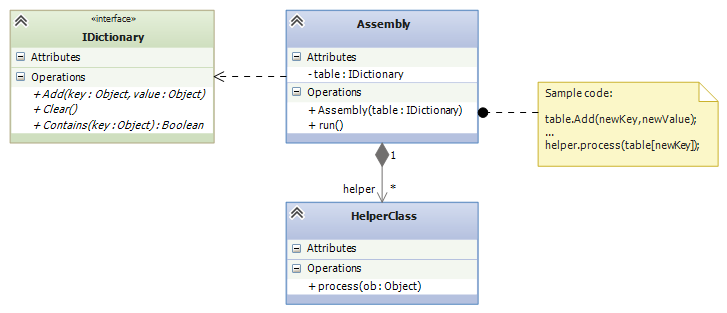 «interface»
IDictionary
Attributes
Operations
+ Add(key : Object, value : Object)
+ Clear()
+ Contains(key : Object) : Boolean
Assembly
Attributes
- table : IDictionary
Operations
+ Assembly(table : IDictionary)
+ run()
Sample code:
table.Add(newKey,newValue);
...
helper.process(table[newKey]);
1
helper
*
HelperClass
Attributes
Operations
+ process(ob : Object)